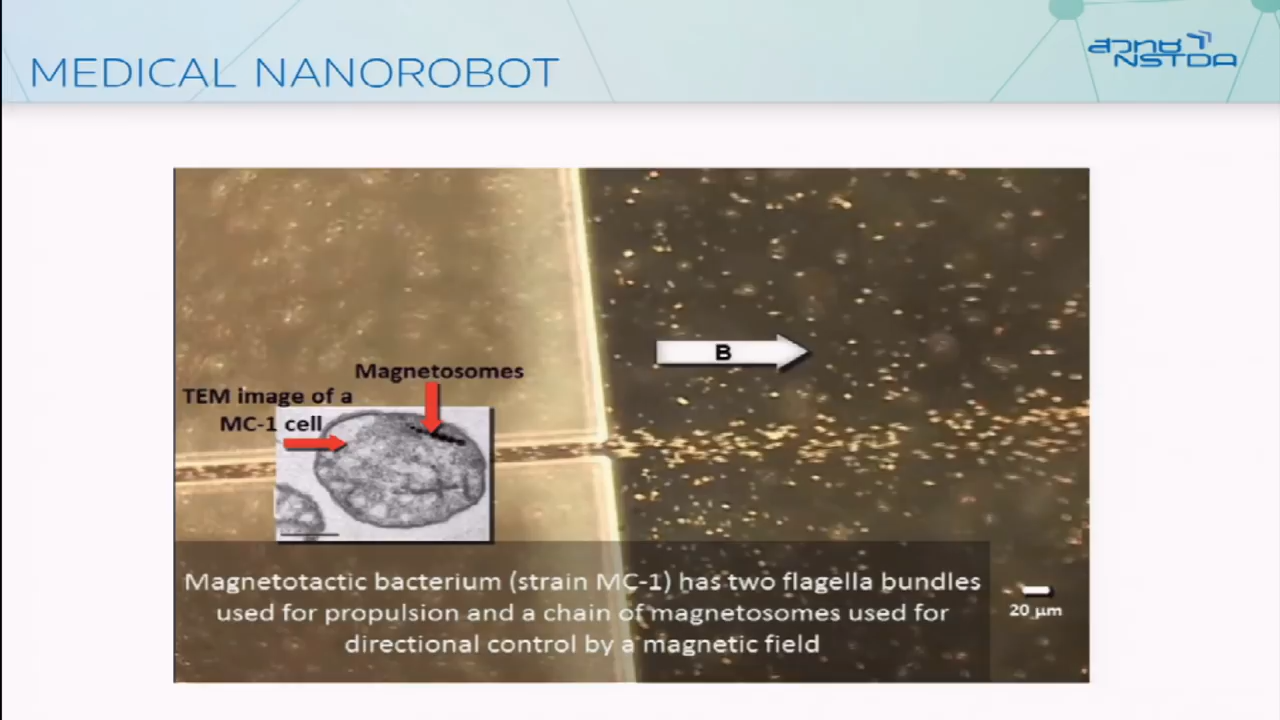 MEDICAL NANOROBOT
สวทช
NSTDA
B
Magnetosomes
TEM image of a
MC-1 cell
Magnetotactic bacterium (strain MC-1) has two flagella bundles
used for propulsion and a chain of magnetosomes used for
directional control by a magnetic field
20 µm